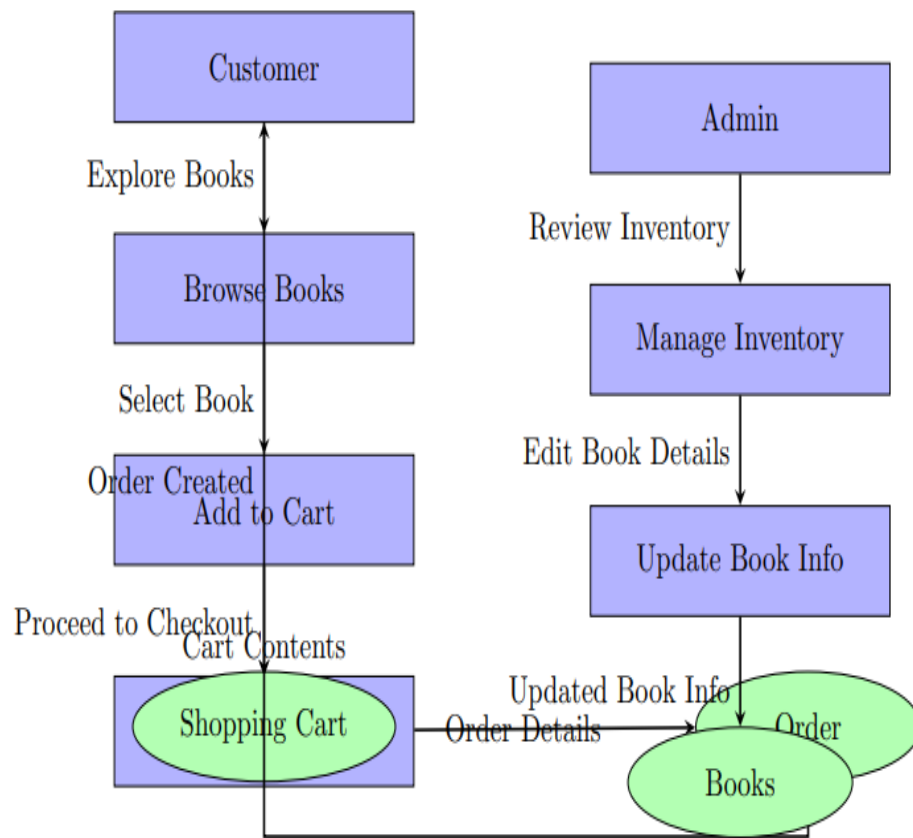 Customer
Admin
Explore Books
Review Inventory
Browse Books
Manage Inventory
Select Book
Edit Book Details
Order Created
Add to Cart
Update Book Info
Proceed to Checkout
Cart Contents
Updated Book Info
Shopping Cart
Order Details
Order
Books